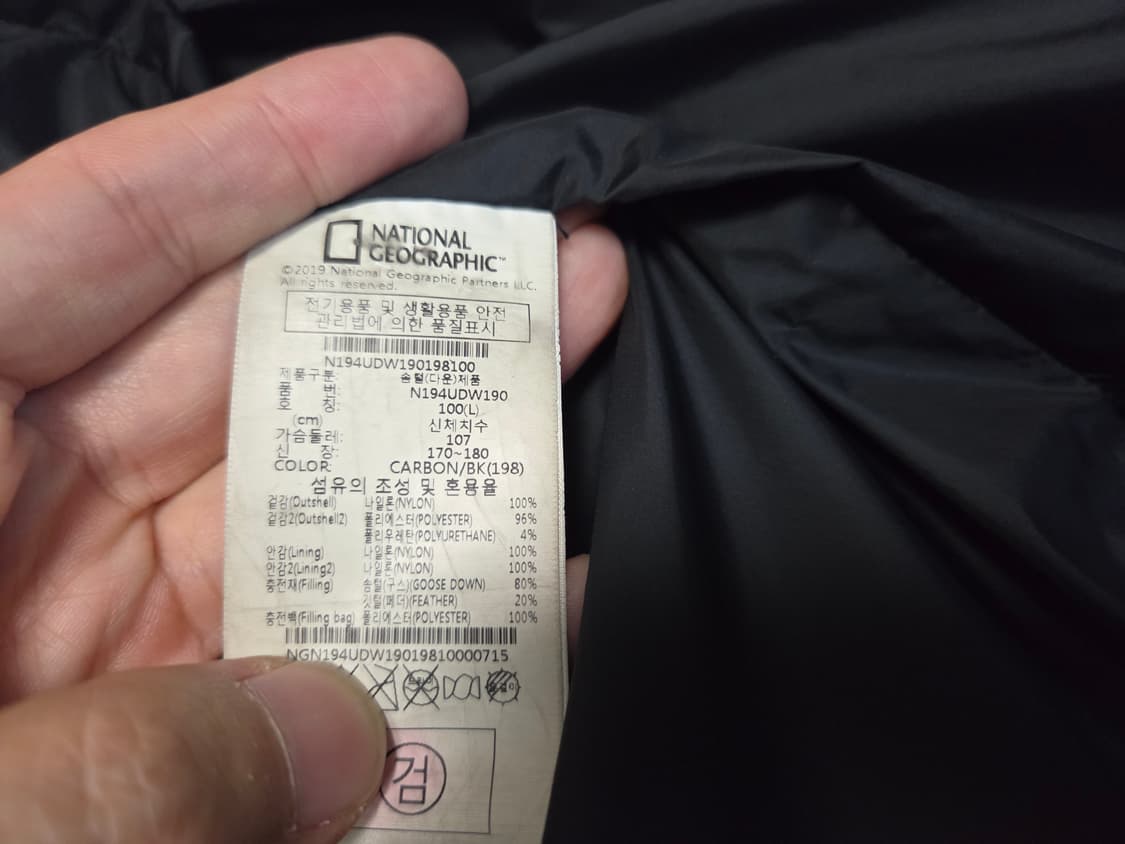 NATIONAL
GEOGRAPHIC™
©2019 National Geographic Partners LLC.
All rights reserved.
전기용품 및 생활용품 안전
관리법에 의한 품질표시
N194UDW190198100
제품구분: 솜털(다운)제품
품 번: N194UDW190
호 칭: 100(L)
(cm) 신체치수
가슴둘레: 107
신 장: 170~180
COLOR: CARBON/BK(198)
섬유의 조성 및 혼용율
겉감(Outshell) 나일론(NYLON) 100%
겉감2(Outshell2) 폴리에스터(POLYESTER) 96%
폴리우레탄(POLYURETHANE) 4%
안감(Lining) 나일론(NYLON) 100%
안감2(Lining2) 나일론(NYLON) 100%
충전재(Filling) 솜털(구스)(GOOSE DOWN) 80%
깃털(페더)(FEATHER) 20%
충전백(Filling bag) 폴리에스터(POLYESTER) 100%
NGN194UDW19019810000715
검